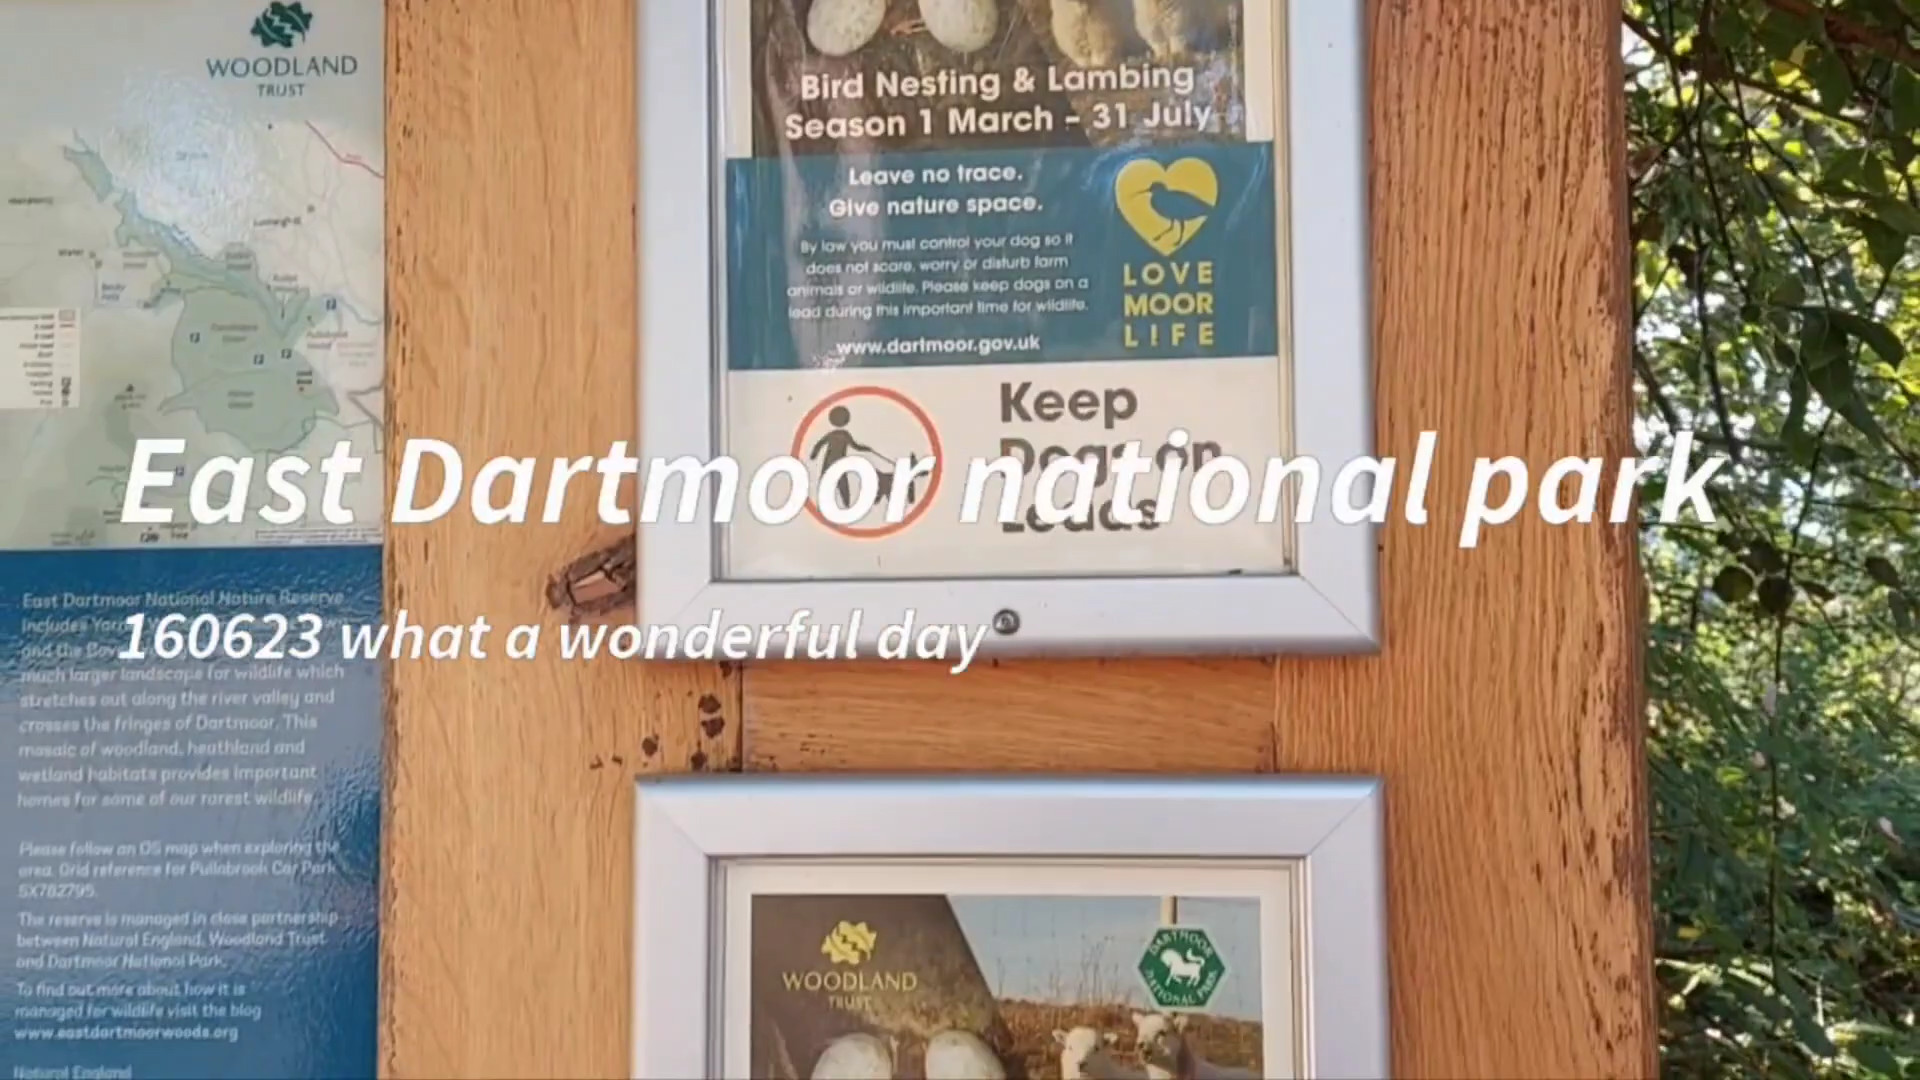 WOODLAND
TRUST
East Dartmoor National Nature Reserve
includes
and the
much larger landscape for wildlife which
stretches out along the river valley and
crosses the fringes of Dartmoor. This
mosaic of woodland, heathland and
wetland habitats provides important
homes for some of our rarest wildlife.
Please follow an OS map when exploring the
area. Grid reference for Pullabrook Car Park
SX782795.
The reserve is managed in close partnership
between Natural England, Woodland Trust
and Dartmoor National Park.
To find out more about how it is
managed for wildlife visit the blog
www.eastdartmoorwoods.org
Natural England
Bird Nesting & Lambing
Season 1 March - 31 July
Leave no trace.
Give nature space.
By law you must control your dog so it
does not scare, worry or disturb farm
animals or wildlife. Please keep dogs on a
lead during this important time for wildlife.
www.dartmoor.gov.uk
LOVE
MOOR
LIFE
Keep
Dogs on
Leads
East Dartmoor national park
160623 what a wonderful day
WOODLAND
TRUST
DARTMOOR
NATIONAL PARK